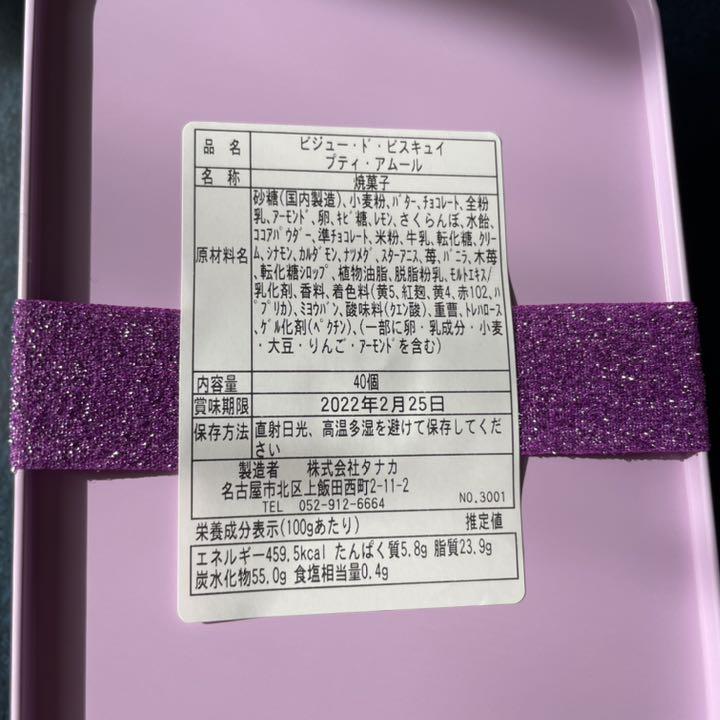 品名 ビジュー・ド・ビスキュイ
プティ・アムール
名称 焼菓子
原材料名 砂糖(国内製造)、小麦粉、バター、チョコレート、全粉
乳、アーモンド、卵、キビ糖、レモン、さくらんぼ、水飴、
ココアパウダー、準チョコレート、米粉、牛乳、転化糖、クリー
ム、シナモン、カルダモン、ナツメグ、スターアニス、苺、バニラ、木苺
、転化糖シロップ、植物油脂、脱脂粉乳、モルトエキス/
乳化剤、香料、着色料(黄5、紅麹、黄4、赤102、パ
プリカ)、ミョウバン、酸味料(クエン酸)、重曹、トレハロース、
ゲル化剤(ペクチン)、(一部に卵・乳成分・小麦
・大豆・りんご・アーモンドを含む)
内容量 40個
賞味期限 2022年2月25日
保存方法 直射日光、高温多湿を避けて保存してくだ
さい
製造者 株式会社タナカ
名古屋市北区上飯田西町2-11-2
TEL 052-912-6664 NO.3001
栄養成分表示(100gあたり) 推定値
エネルギー459.5kcal たんぱく質5.8g 脂質23.9g
炭水化物55.0g 食塩相当量0.4g